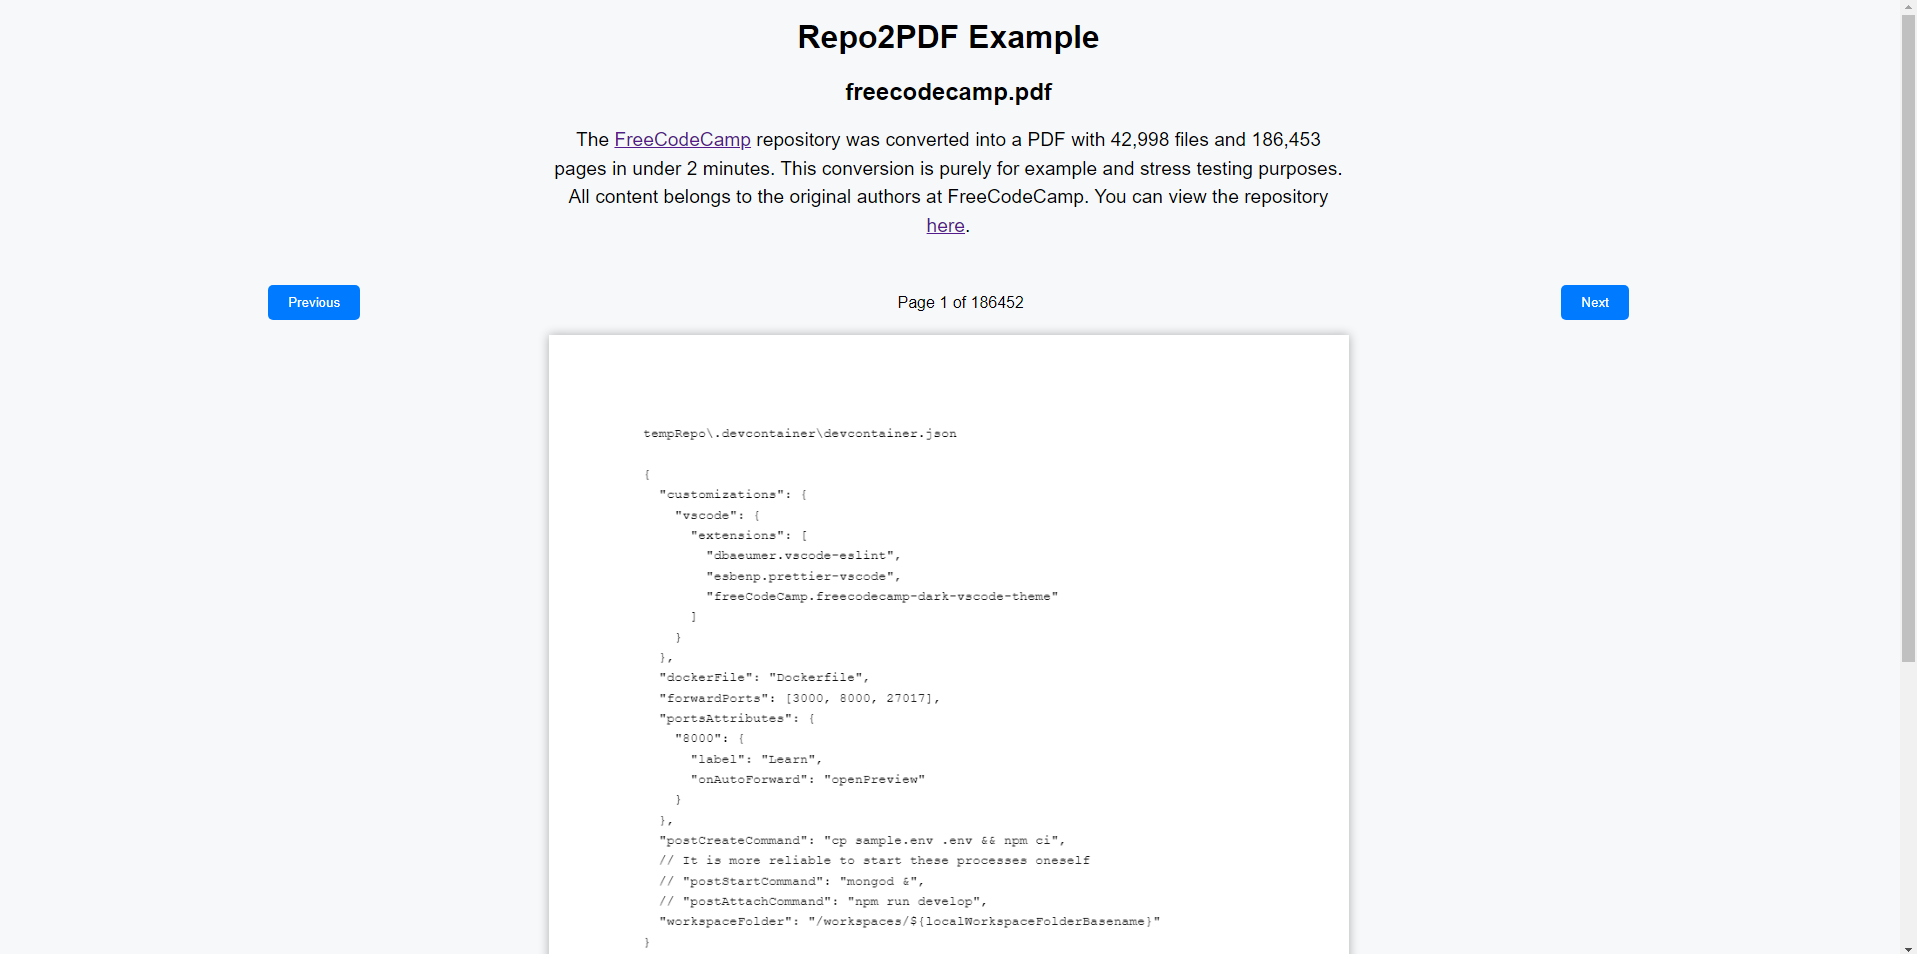 Repo2PDF Example
freecodecamp.pdf
The FreeCodeCamp repository was converted into a PDF with 42,998 files and 186,453
pages in under 2 minutes. This conversion is purely for example and stress testing purposes.
All content belongs to the original authors at FreeCodeCamp. You can view the repository
here.
Previous
Page 1 of 186452
Next
tempRepo\.devcontainer\devcontainer.json
{
  "customizations": {
    "vscode": {
      "extensions": [
        "dbaeumer.vscode-eslint",
        "esbenp.prettier-vscode",
        "freeCodeCamp.freecodecamp-dark-vscode-theme"
      ]
    }
  },
  "dockerFile": "Dockerfile",
  "forwardPorts": [3000, 8000, 27017],
  "portsAttributes": {
    "8000": {
      "label": "Learn",
      "onAutoForward": "openPreview"
    }
  },
  "postCreateCommand": "cp sample.env .env && npm ci",
  // It is more reliable to start these processes oneself
  // "postStartCommand": "mongod &",
  // "postAttachCommand": "npm run develop",
  "workspaceFolder": "/workspaces/${localWorkspaceFolderBasename}"
}